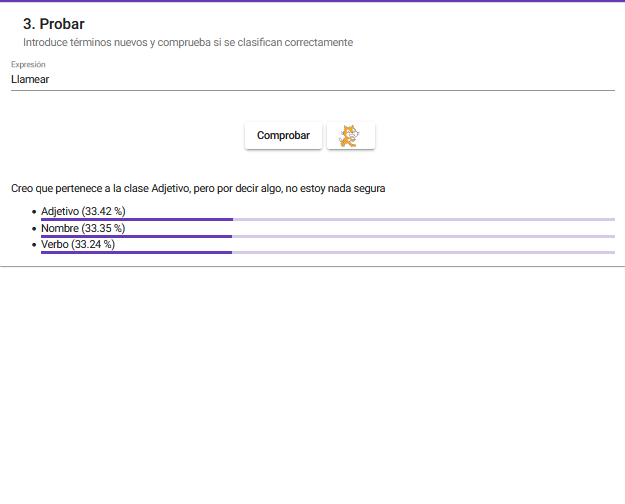 3. Probar
Introduce términos nuevos y comprueba si se clasifican correctamente
Expresión
Llamear
Comprobar
Creo que pertenece a la clase Adjetivo, pero por decir algo, no estoy nada segura
• Adjetivo (33.42 %)
• Nombre (33.35 %)
• Verbo (33.24 %)